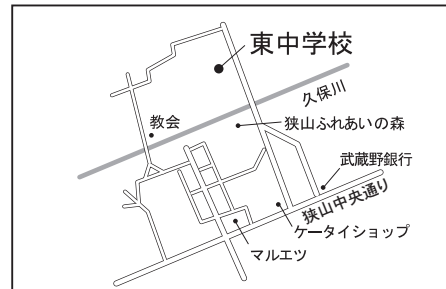 東中学校
久保川
教会
狭山ふれあいの森
武蔵野銀行
狭山中央通り
ケータイショップ
マルエツ